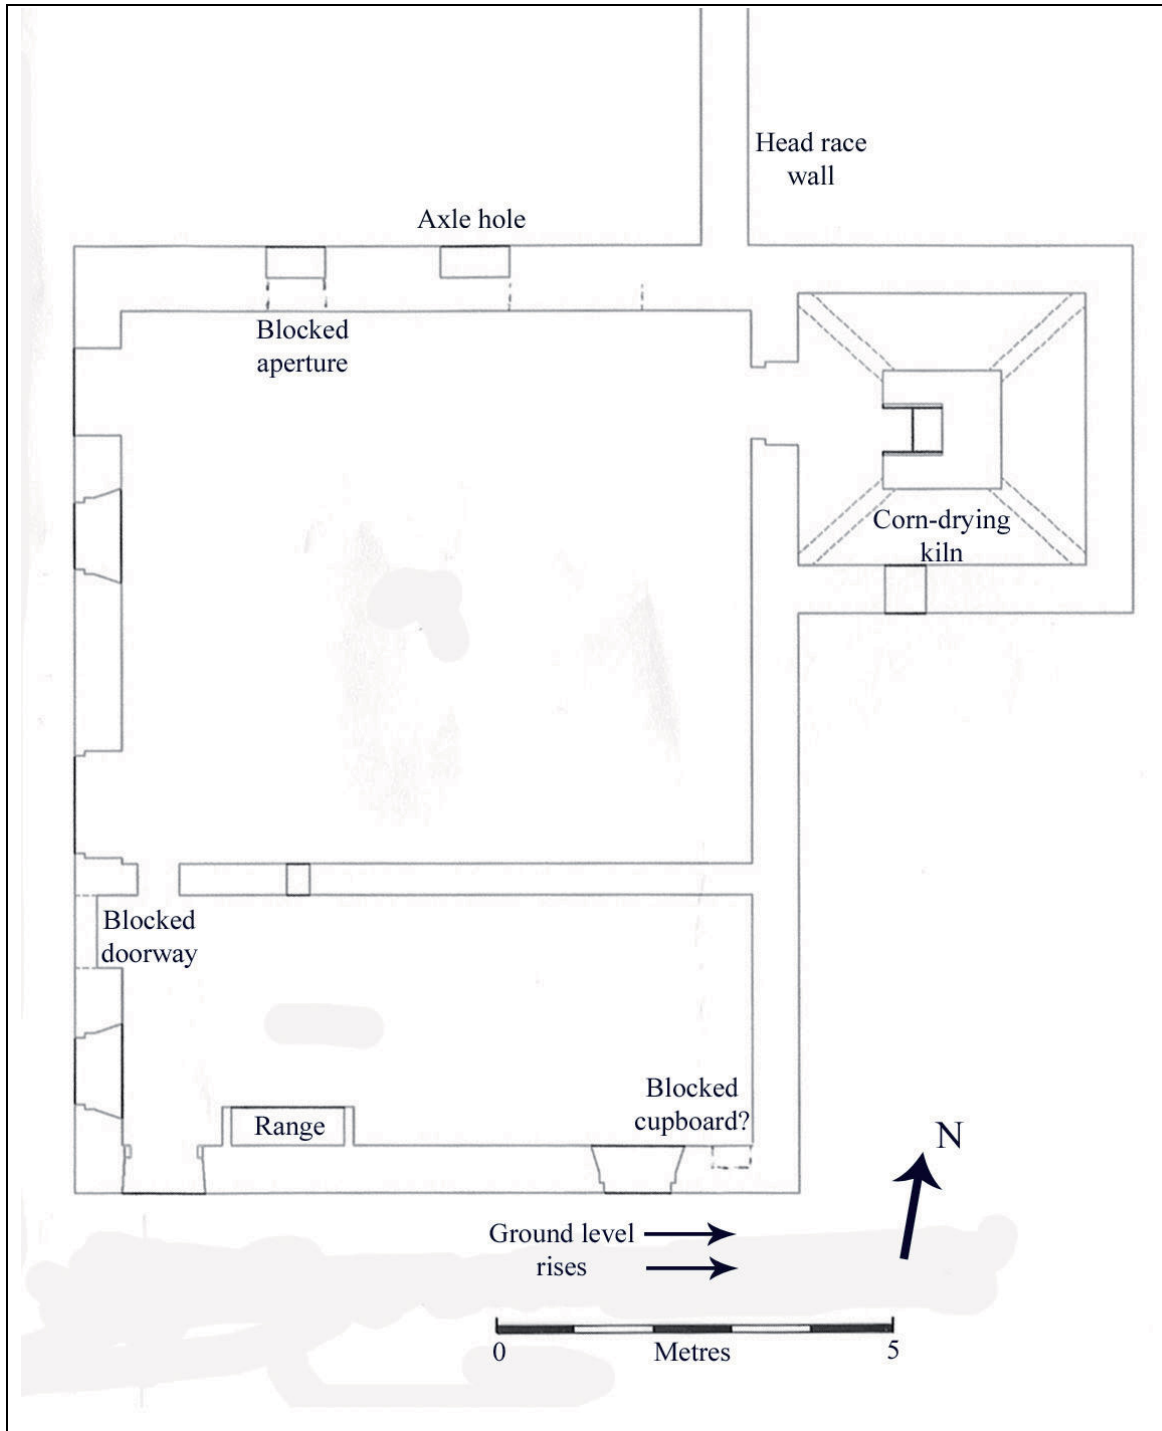 Head race
wall
Axle hole
Blocked
aperture
Corn-drying
kiln
Blocked
doorway
Blocked
cupboard?
Range
N
Ground level
rises
0 Metres 5